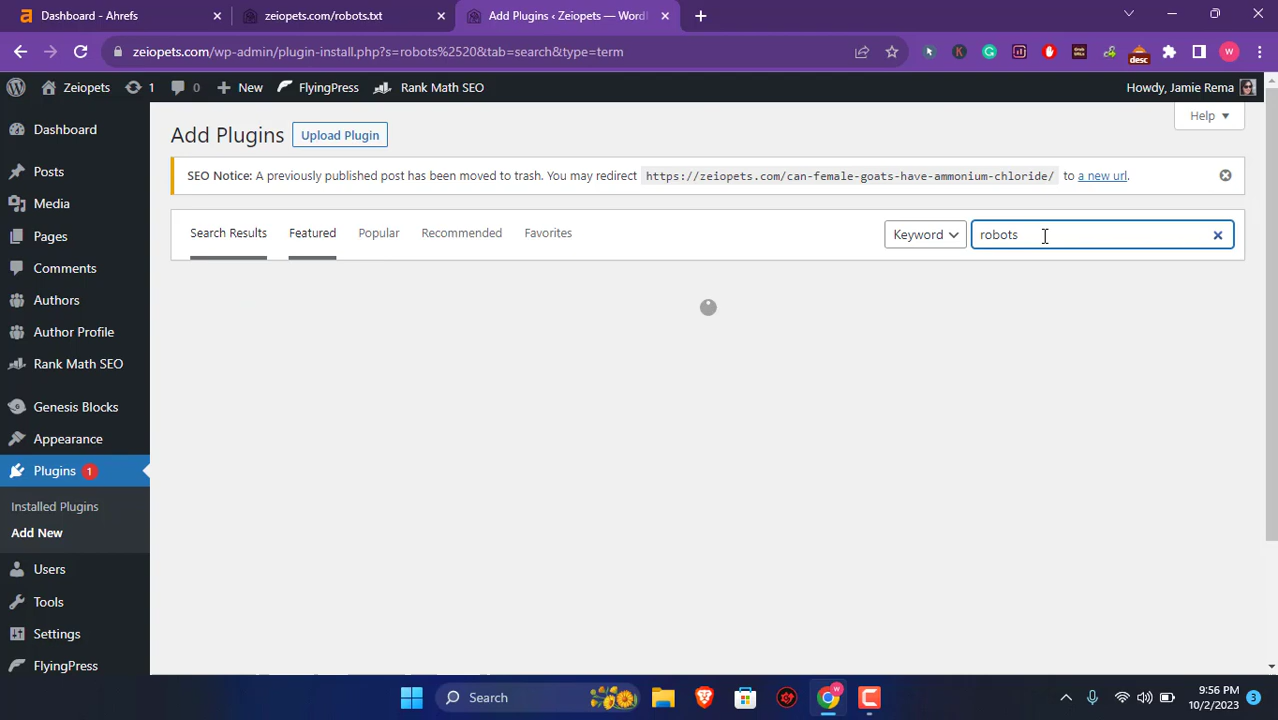 Dashboard - Ahrefs
zeiopets.com/robots.txt
Add Plugins ‹ Zeiopets — Word
zeiopets.com/wp-admin/plugin-install.php?s=robots%2520&tab=search&type=term
K
desc
W
Zeiopets
1
0
New
FlyingPress
Rank Math SEO
Howdy, Jamie Rema
Dashboard
Posts
Media
Pages
Comments
Authors
Author Profile
Rank Math SEO
Genesis Blocks
Appearance
Plugins 1
Installed Plugins
Add New
Users
Tools
Settings
FlyingPress
Help
Add Plugins
Upload Plugin
SEO Notice: A previously published post has been moved to trash. You may redirect https://zeiopets.com/can-female-goats-have-ammonium-chloride/ to a new url.
Search Results
Featured
Popular
Recommended
Favorites
Keyword
robots
Search
W
9:56 PM
10/2/2023
3